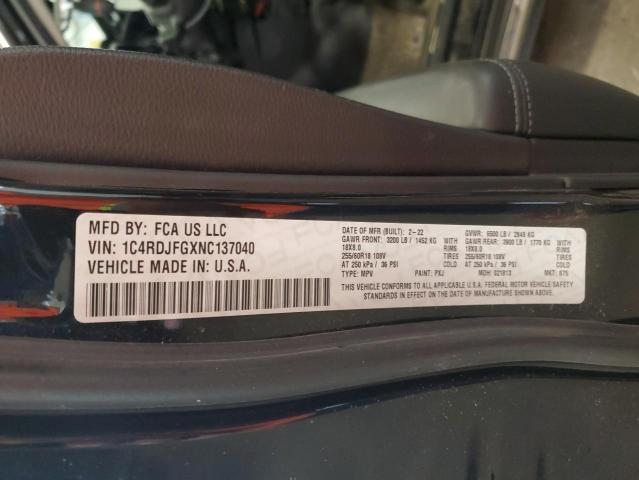 MFD BY: FCA US LLC
VIN: 1C4RDJFGXNC137040
VEHICLE MADE IN: U.S.A.
DATE OF MFR (BUILT): 2-22 GVWR: 6500 LB / 2948 KG
GAWR FRONT: 3200 LB / 1452 KG GAWR REAR: 3900 LB / 1770 KG
18X8.0 RIMS 18X8.0 RIMS
255/60R18 108V TIRES 255/60R18 108V TIRES
AT 250 kPa / 36 PSI AT 250 kPa / 36 PSI
TYPE: MPV PAINT: PXJ MDH: 021813 MKT: 675
THIS VEHICLE CONFORMS TO ALL APPLICABLE U.S.A. FEDERAL MOTOR VEHICLE SAFETY
STANDARDS IN EFFECT ON THE DATE OF MANUFACTURE SHOWN ABOVE.